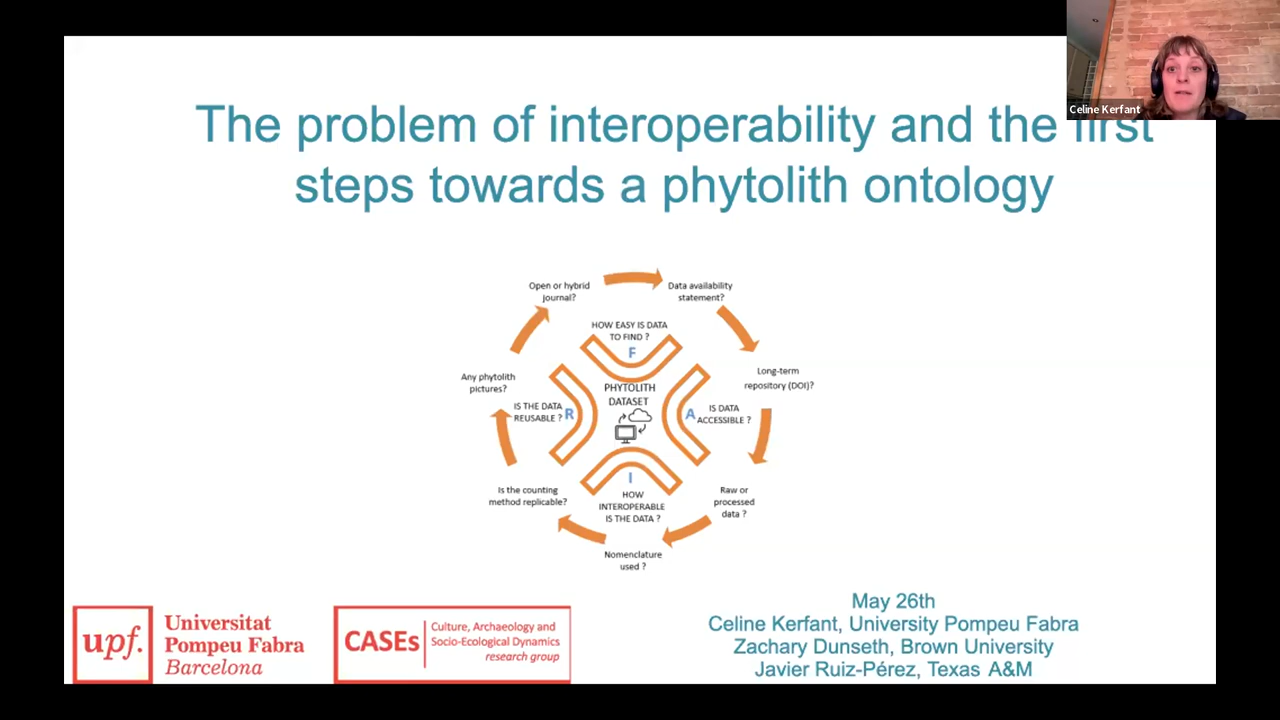 Celine Kerfant
The problem of interoperability and the first
steps towards a phytolith ontology
Open or hybrid
journal?
Data availability
statement?
HOW EASY IS DATA
TO FIND ?
F
Long-term
repository (DOI)?
Any phytolith
pictures?
PHYTOLITH
DATASET
IS THE DATA
REUSABLE ?
R
A
IS DATA
ACCESSIBLE ?
I
HOW
INTEROPERABLE
IS THE DATA ?
Is the counting
method replicable?
Raw or
processed
data ?
Nomenclature
used ?
upf.
Universitat
Pompeu Fabra
Barcelona
CASEs
Culture, Archaeology and
Socio-Ecological Dynamics
research group
May 26th
Celine Kerfant, University Pompeu Fabra
Zachary Dunseth, Brown University
Javier Ruiz-Pérez, Texas A&M